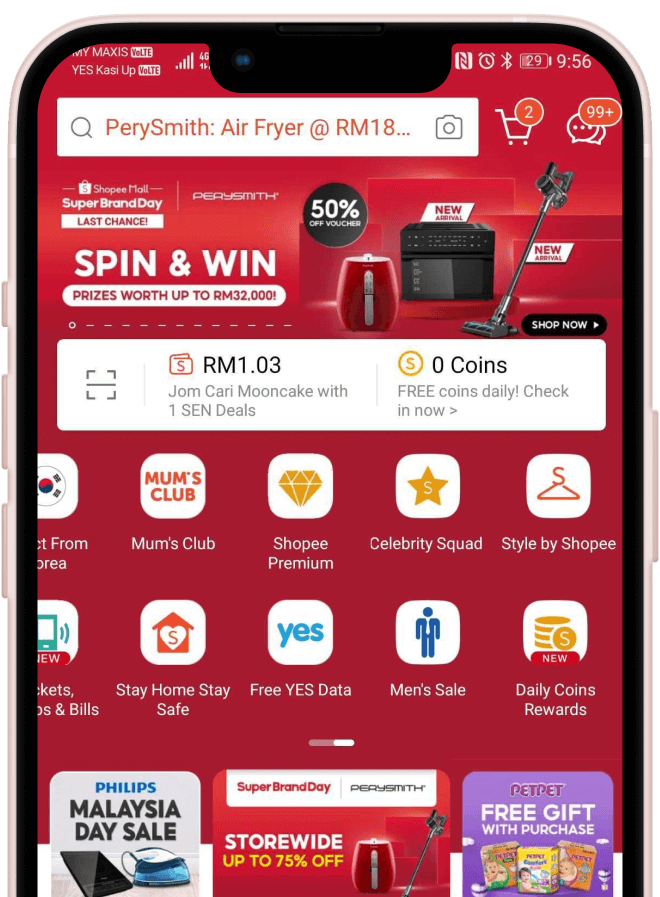 MY MAXIS VoLTE
YES Kasi Up VoLTE
4G
29 9:56
PerySmith: Air Fryer @ RM18...
2
99+
Shopee Mall
Super Brand Day
LAST CHANCE!
PERYSMITH
50%
OFF VOUCHER
NEW
ARRIVAL
NEW
ARRIVAL
SPIN & WIN
PRIZES WORTH UP TO RM32,000!
SHOP NOW
RM1.03
Jom Cari Mooncake with
1 SEN Deals
0 Coins
FREE coins daily! Check
in now >
MUM'S
CLUB
ct From
orea
Mum's Club
Shopee
Premium
Celebrity Squad
Style by Shopee
NEW
yes
NEW
ckets,
os & Bills
Stay Home Stay
Safe
Free YES Data
Men's Sale
Daily Coins
Rewards
PHILIPS
MALAYSIA
DAY SALE
Super Brand Day
PERYSMITH
STOREWIDE
UP TO 75% OFF
PETPET
FREE GIFT
WITH PURCHASE
PETPET